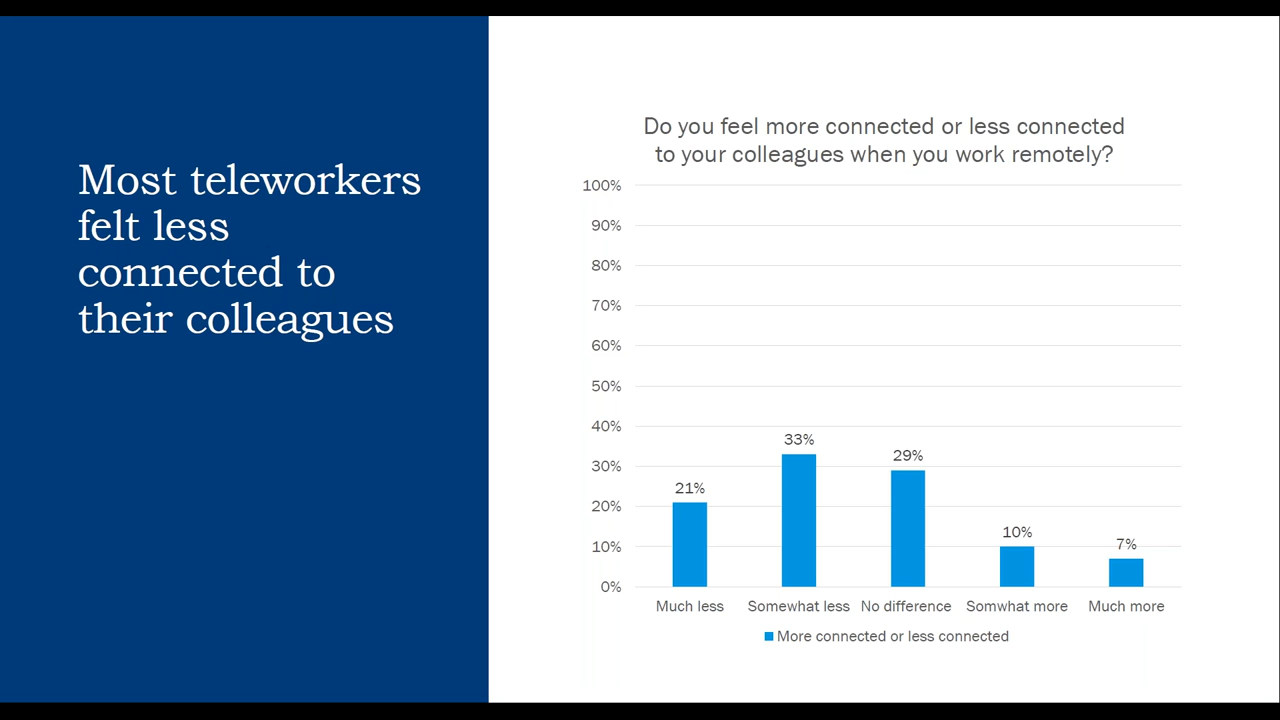 Most teleworkers
felt less
connected to
their colleagues
Do you feel more connected or less connected
to your colleagues when you work remotely?
100%
90%
80%
70%
60%
50%
40%
30%
20%
10%
0%
21%
33%
29%
10%
7%
Much less
Somewhat less
No difference
Somwhat more
Much more
More connected or less connected